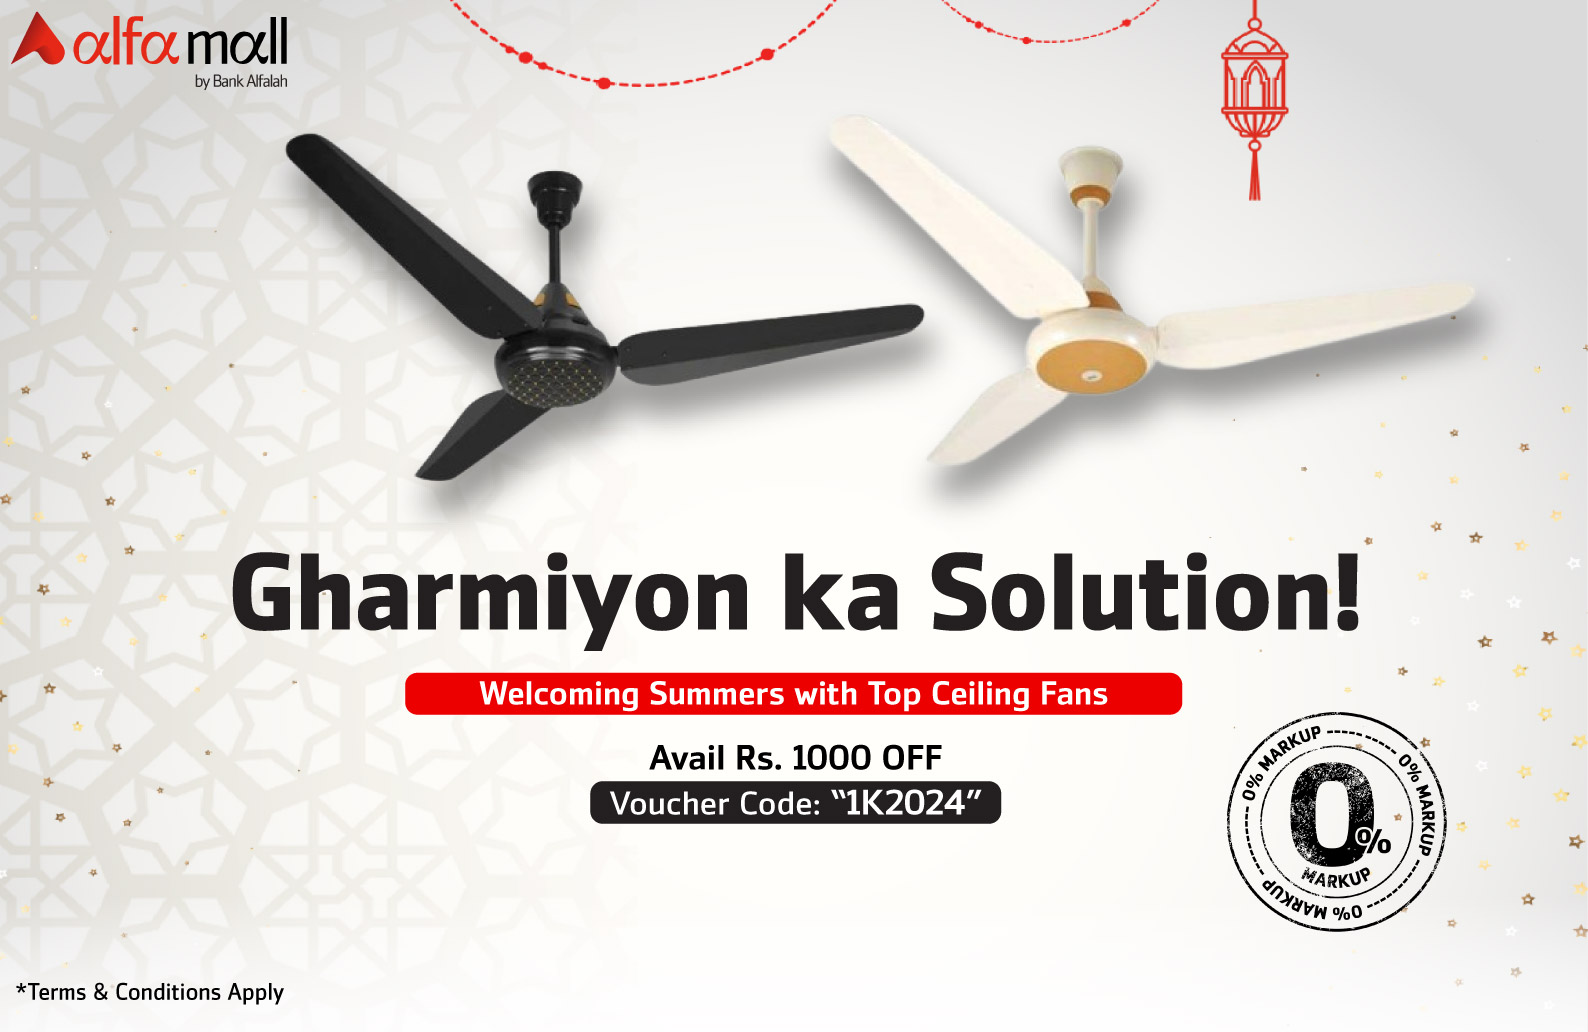 alfa mall
by Bank Alfalah
Gharmiyon ka Solution!
Welcoming Summers with Top Ceiling Fans
Avail Rs. 1000 OFF
Voucher Code: “1K2024”
0% MARKUP
0% MARKUP
0% MARKUP
0%
MARKUP
*Terms & Conditions Apply